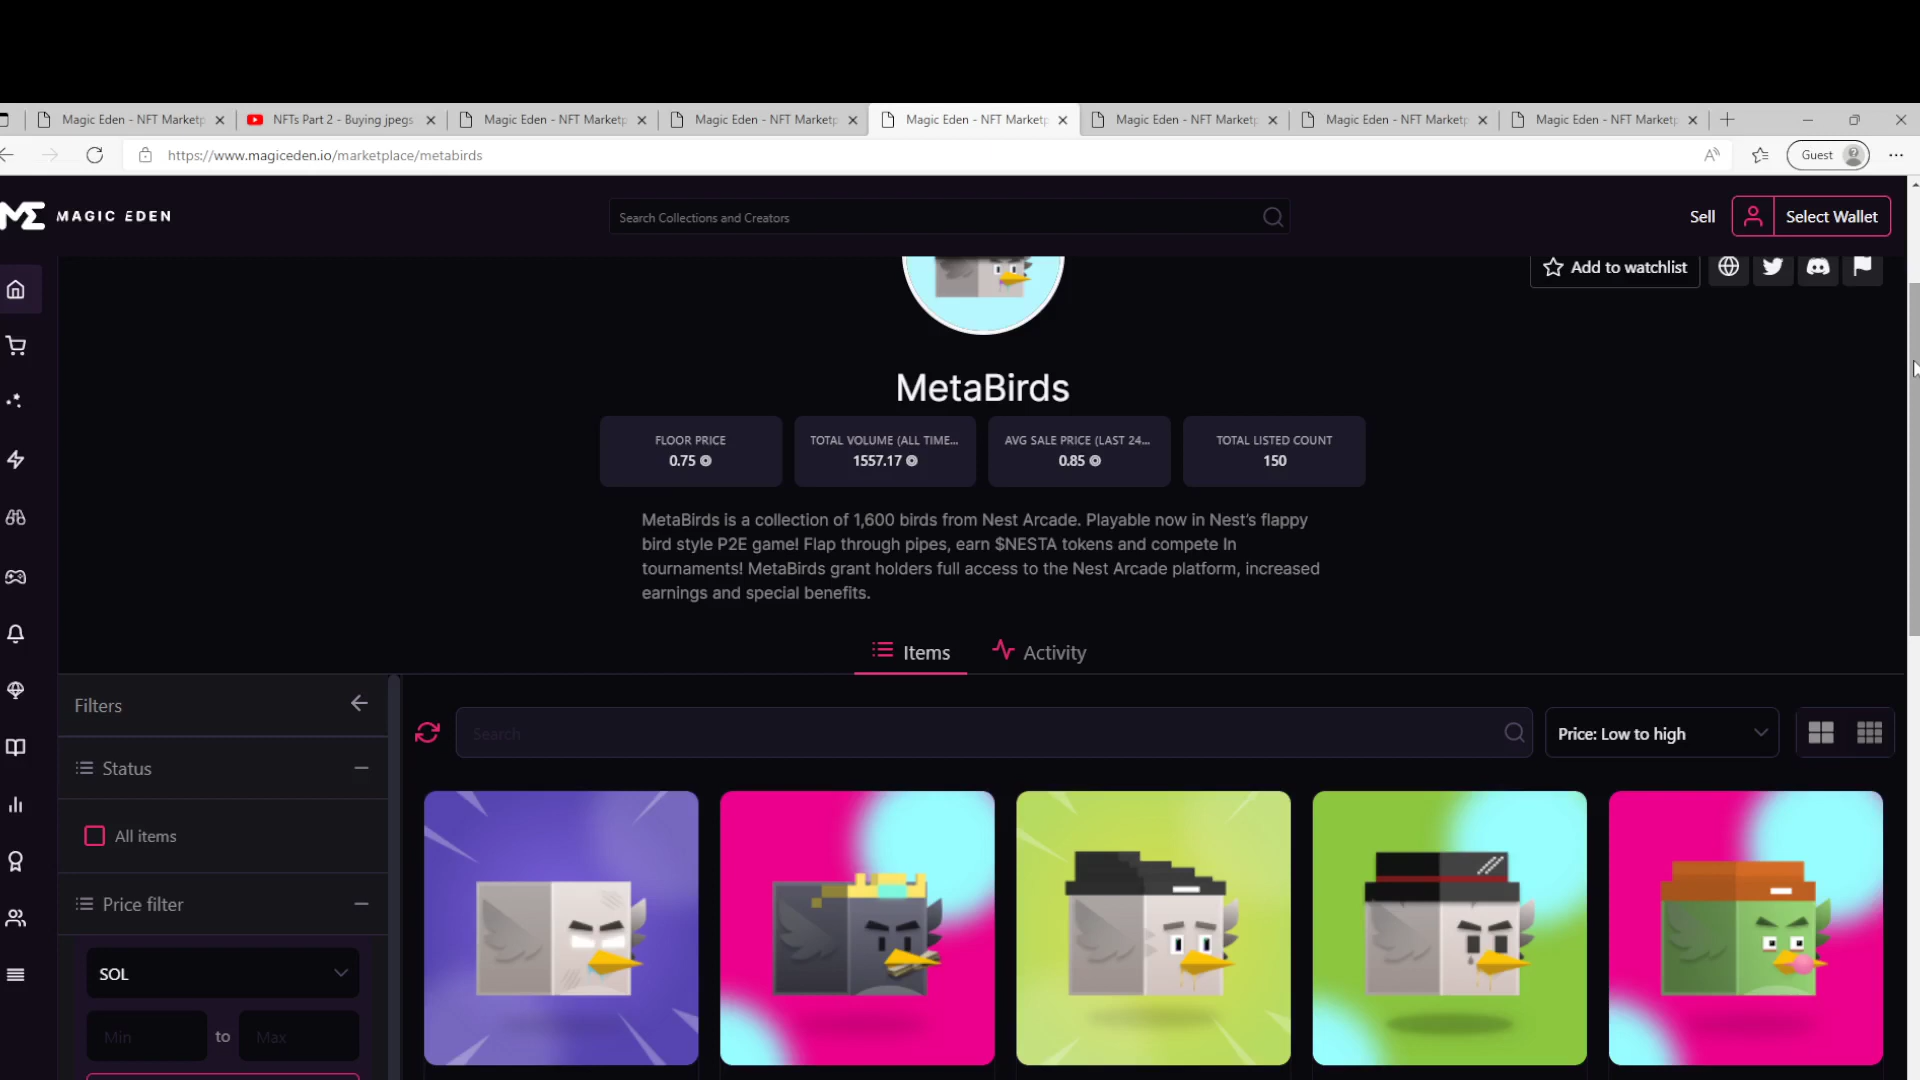 Magic Eden - NFT Marketp
NFTs Part 2 - Buying jpegs
Magic Eden - NFT Marketp
Magic Eden - NFT Marketp
Magic Eden - NFT Marketp
Magic Eden - NFT Marketp
Magic Eden - NFT Marketp
Magic Eden - NFT Marketp
https://www.magiceden.io/marketplace/metabirds
Guest
MAGIC EDEN
Search Collections and Creators
Sell
Select Wallet
Add to watchlist
MetaBirds
FLOOR PRICE
0.75
TOTAL VOLUME (ALL TIME...
1557.17
AVG SALE PRICE (LAST 24...
0.85
TOTAL LISTED COUNT
150
MetaBirds is a collection of 1,600 birds from Nest Arcade. Playable now in Nest's flappy
bird style P2E game! Flap through pipes, earn $NESTA tokens and compete In
tournaments! MetaBirds grant holders full access to the Nest Arcade platform, increased
earnings and special benefits.
Items
Activity
Filters
Search
Price: Low to high
Status
All items
Price filter
SOL
Min
to
Max